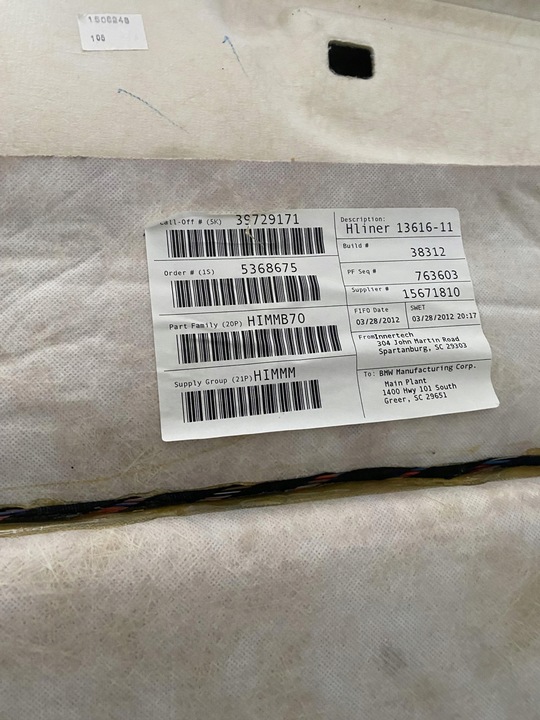 1506249
108
Call-Off # (5K) 39729171
Order # (15) 5368675
Part Family (20P) HIMMB70
Supply Group (21P) HIMMM
Description:
Hliner 13616-11
Build #
38312
PF Seq #
763603
Supplier #
15671810
FIFO Date
03/28/2012
SWET
03/28/2012 20:17
From Innertech
304 John Martin Road
Spartanburg, SC 29303
To: BMW Manufacturing Corp.
Main Plant
1400 Hwy 101 South
Greer, SC 29651